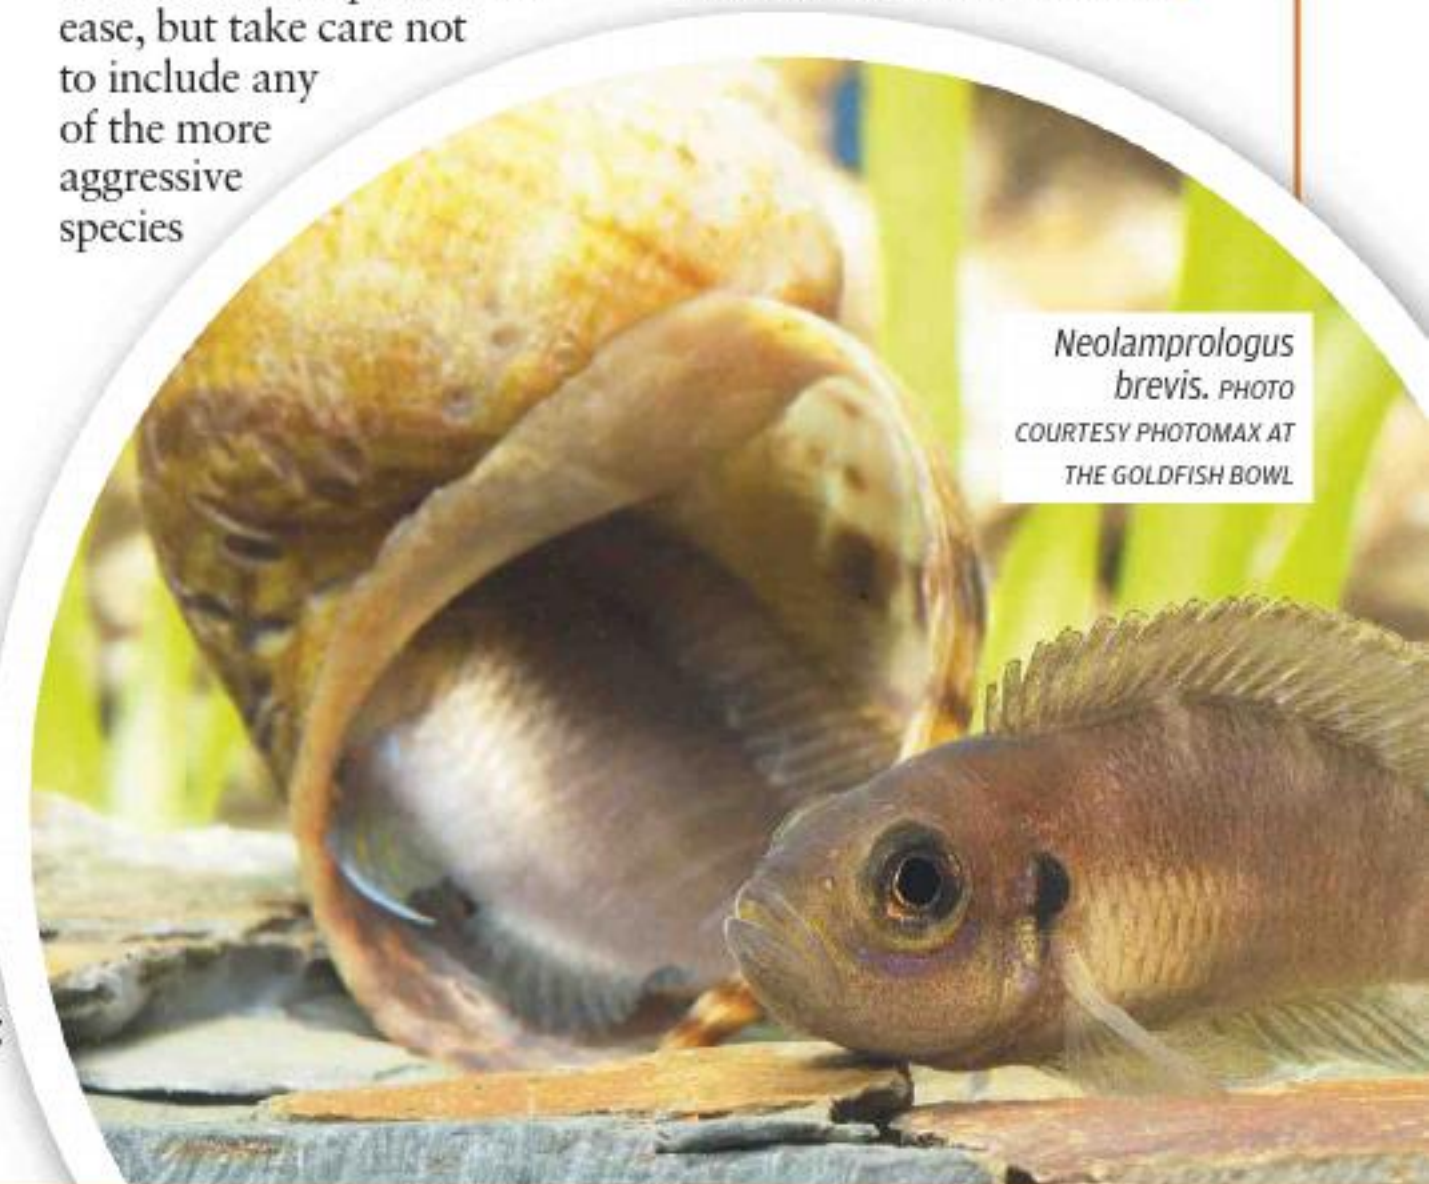 ease, but take care not
to include any
of the more
aggressive
species
Neolamprologus
brevis. PHOTO
COURTESY PHOTOMAX AT
THE GOLDFISH BOWL